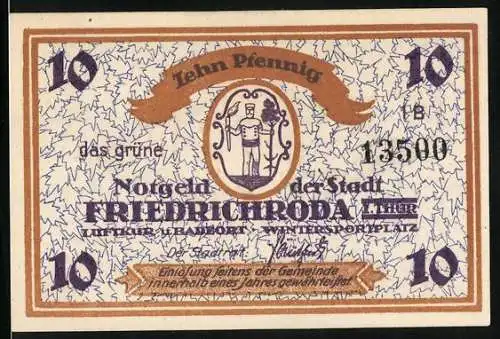 10 Zehn Pfennig 10
1B
das grüne 13500
Notgeld der Stadt
FRIEDRICHRODA I. THÜR
LUFTKUR U. BADEORT · WINTERSPORTPLATZ
Der Stadtrat
10 Einlösung seitens der Gemeinde 10
innerhalb eines Jahres gewährleistet